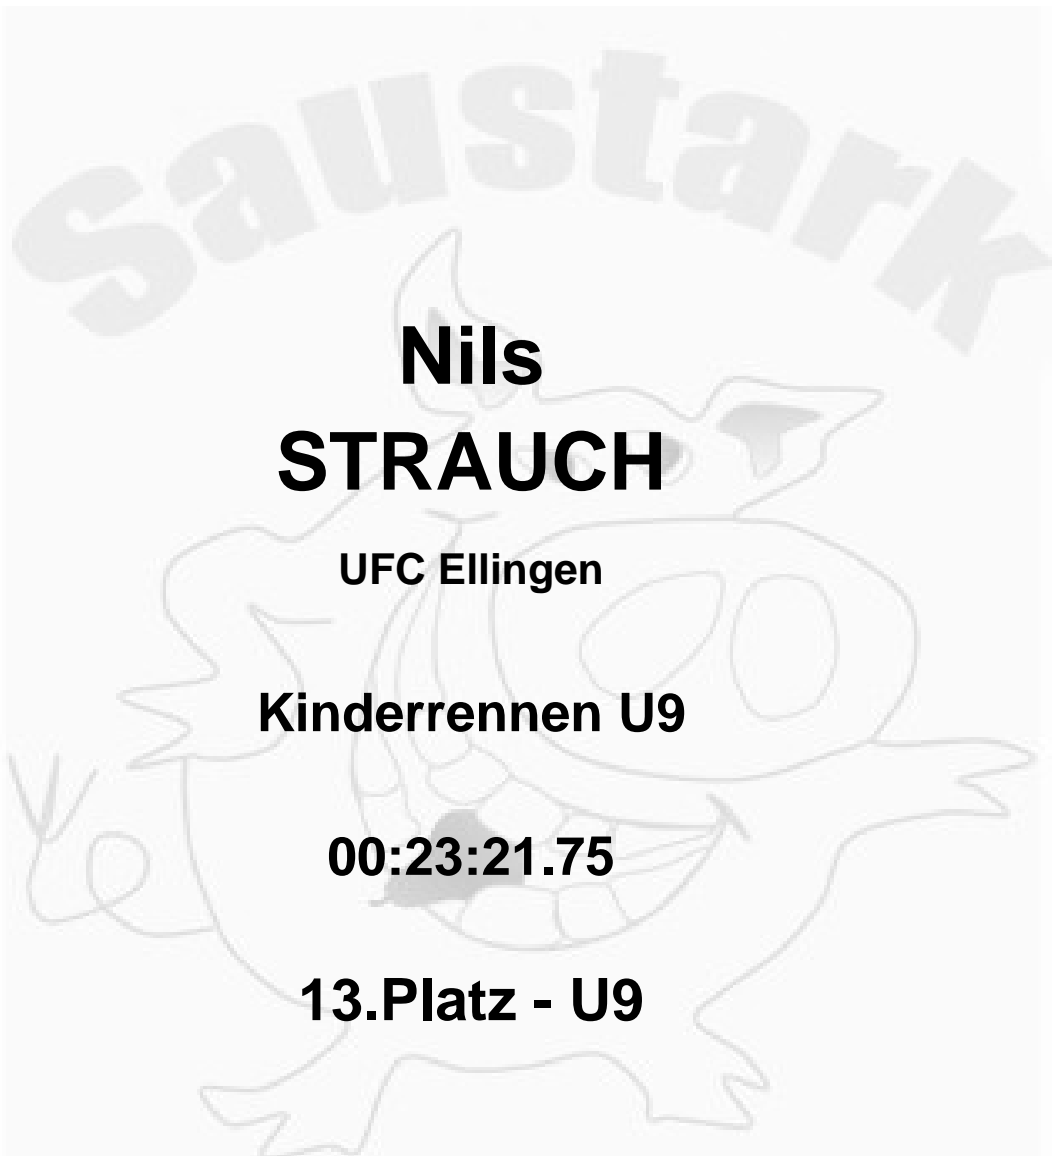 Saustark
Nils
STRAUCH
UFC Ellingen
Kinderrennen U9
00:23:21.75
13.Platz - U9